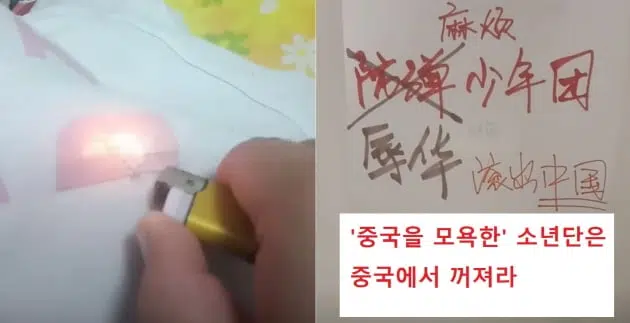 麻烦
防弹少年团
辱华
滚出中国
'중국을 모욕한' 소년단은
중국에서 꺼져라